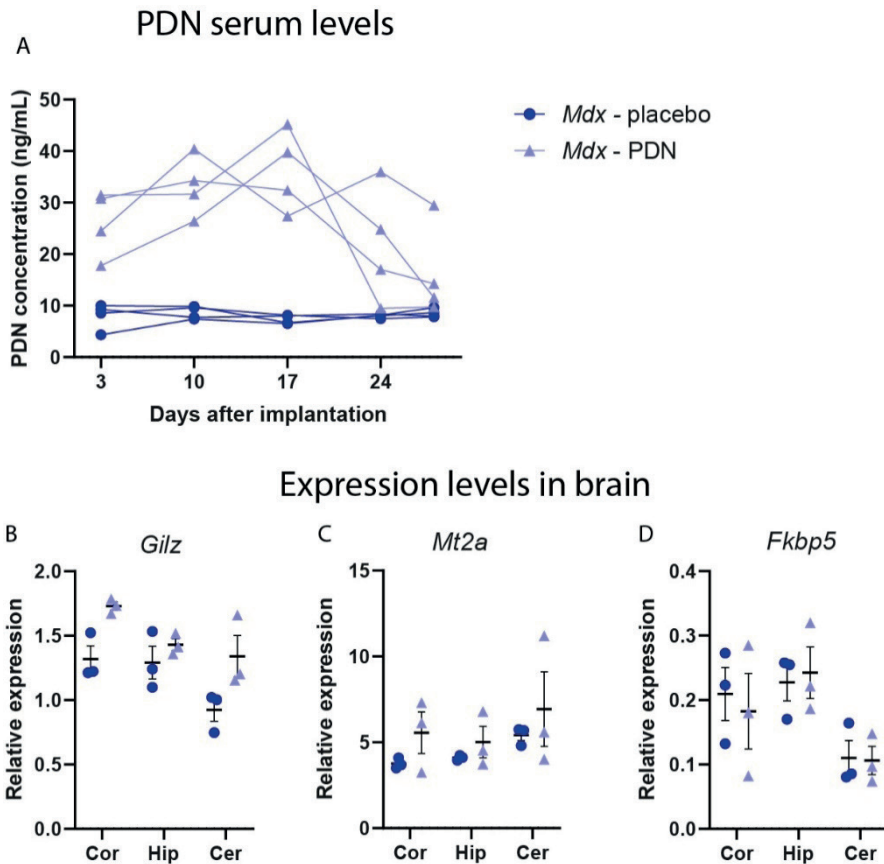 PDN serum levels
A
PDN concentration (ng/mL)
50
40
30
20
10
0
3 10 17 24
Days after implantation
Mdx - placebo
Mdx - PDN
Expression levels in brain
B Gilz
Relative expression
2.0
1.5
1.0
0.5
0.0
Cor Hip Cer
C Mt2a
Relative expression
15
10
5
0
Cor Hip Cer
D Fkbp5
Relative expression
0.4
0.3
0.2
0.1
0.0
Cor Hip Cer